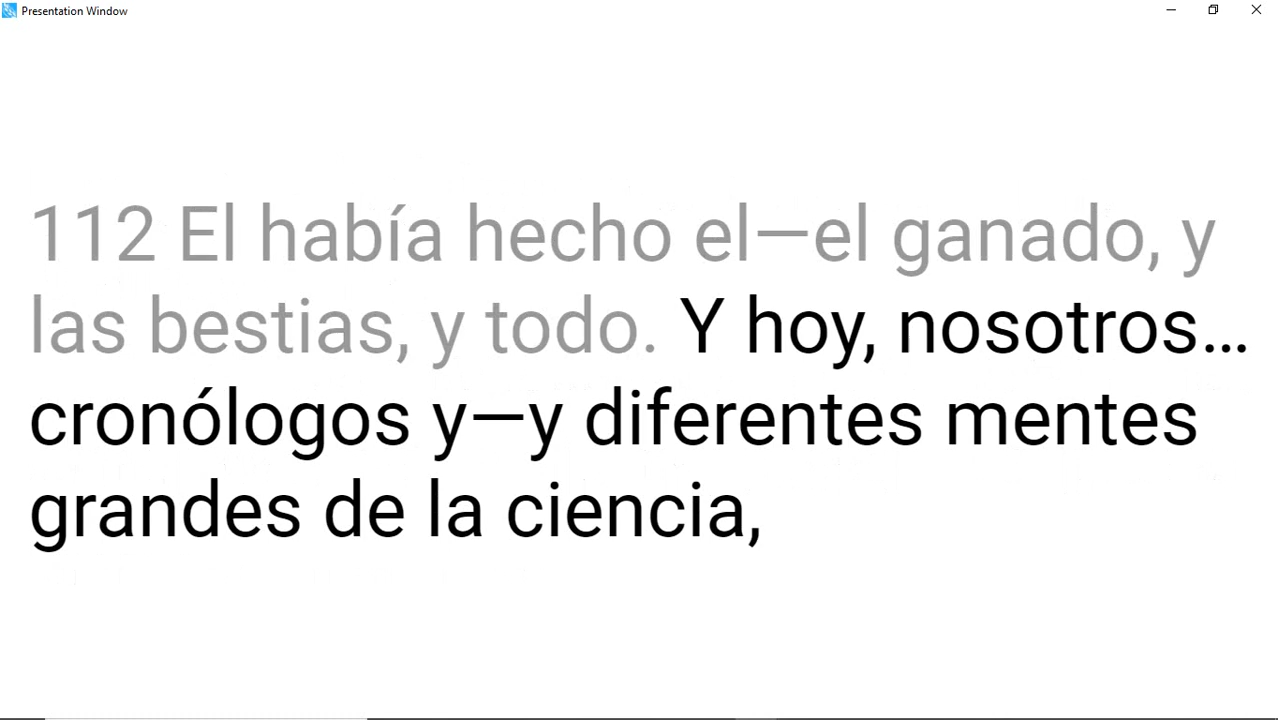 Presentation Window
112 El había hecho el—el ganado, y
las bestias, y todo. Y hoy, nosotros...
cronólogos y—y diferentes mentes
grandes de la ciencia,